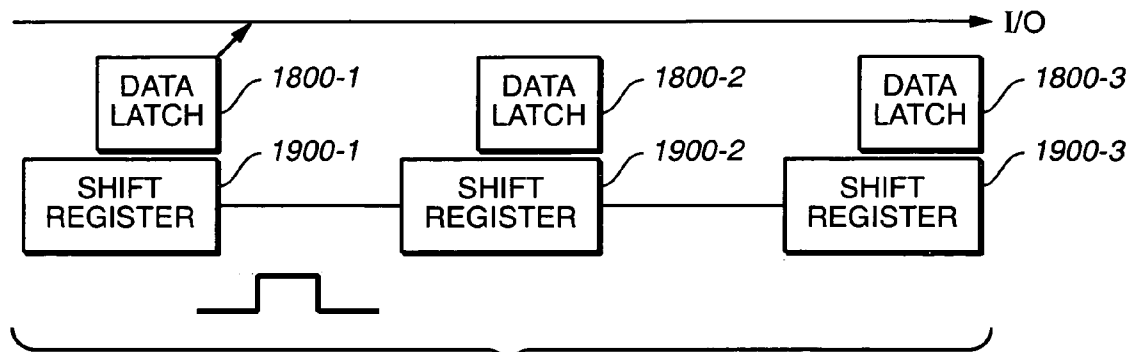 I/O
DATA
LATCH
1800-1
DATA
LATCH
1800-2
DATA
LATCH
1800-3
SHIFT
REGISTER
1900-1
SHIFT
REGISTER
1900-2
SHIFT
REGISTER
1900-3